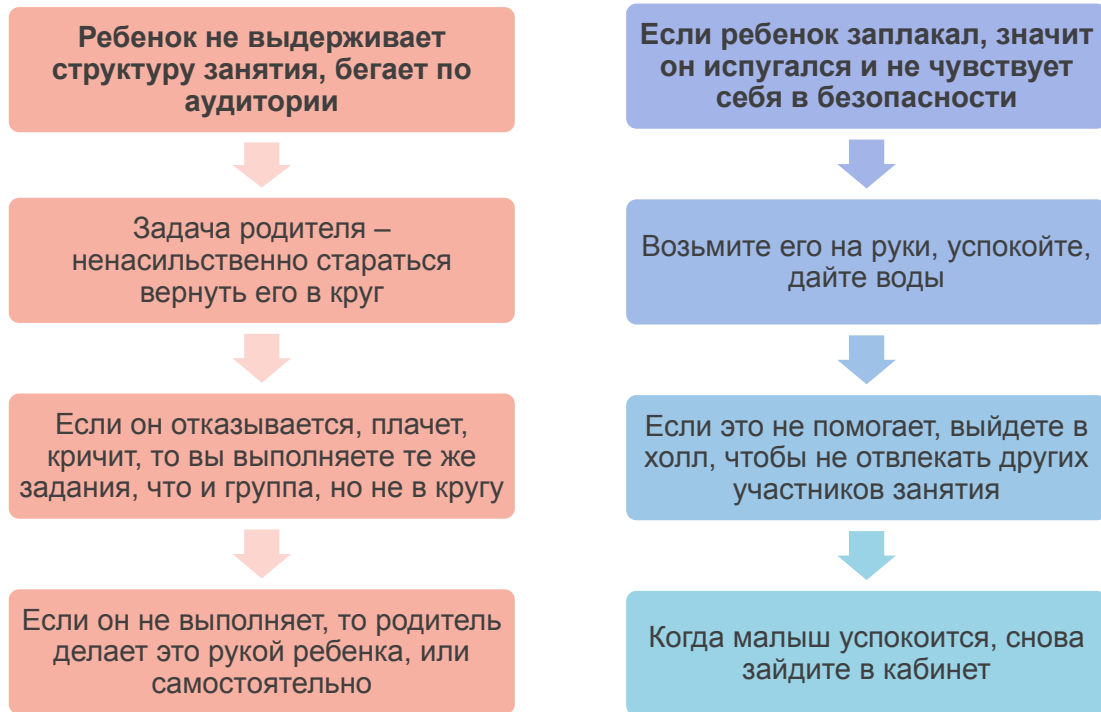 Ребенок не выдерживает
структуру занятия, бегает по
аудитории
Задача родителя –
ненасильственно стараться
вернуть его в круг
Если он отказывается, плачет,
кричит, то вы выполняете те же
задания, что и группа, но не в кругу
Если он не выполняет, то родитель
делает это рукой ребенка, или
самостоятельно
Если ребенок заплакал, значит
он испугался и не чувствует
себя в безопасности
Возьмите его на руки, успокойте,
дайте воды
Если это не помогает, выйдете в
холл, чтобы не отвлекать других
участников занятия
Когда малыш успокоится, снова
зайдите в кабинет